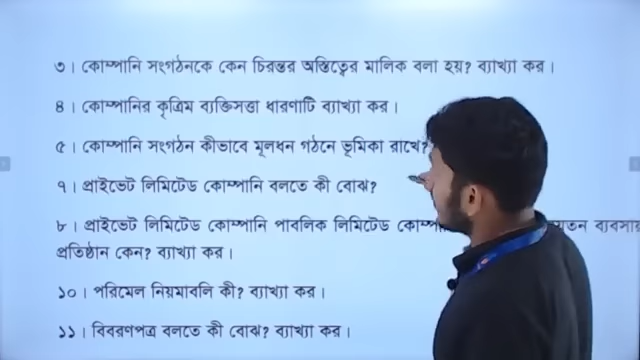 ৩। কোম্পানি সংগঠনকে কেন চিরন্তর অস্তিত্বের মালিক বলা হয়? ব্যাখ্যা কর।
৪। কোম্পানির কৃত্রিম ব্যক্তিসত্তা ধারণাটি ব্যাখ্যা কর।
৫। কোম্পানি সংগঠন কীভাবে মূলধন গঠনে ভূমিকা রাখে?
৭। প্রাইভেট লিমিটেড কোম্পানি বলতে কী বোঝ?
৮। প্রাইভেট লিমিটেড কোম্পানি পাবলিক লিমিটেড ব্যবসায়
প্রতিষ্ঠান কেন? ব্যাখ্যা কর।
১০। পরিমেল নিয়মাবলি কী? ব্যাখ্যা কর।
১১। বিবরণপত্র বলতে কী বোঝ? ব্যাখ্যা কর।